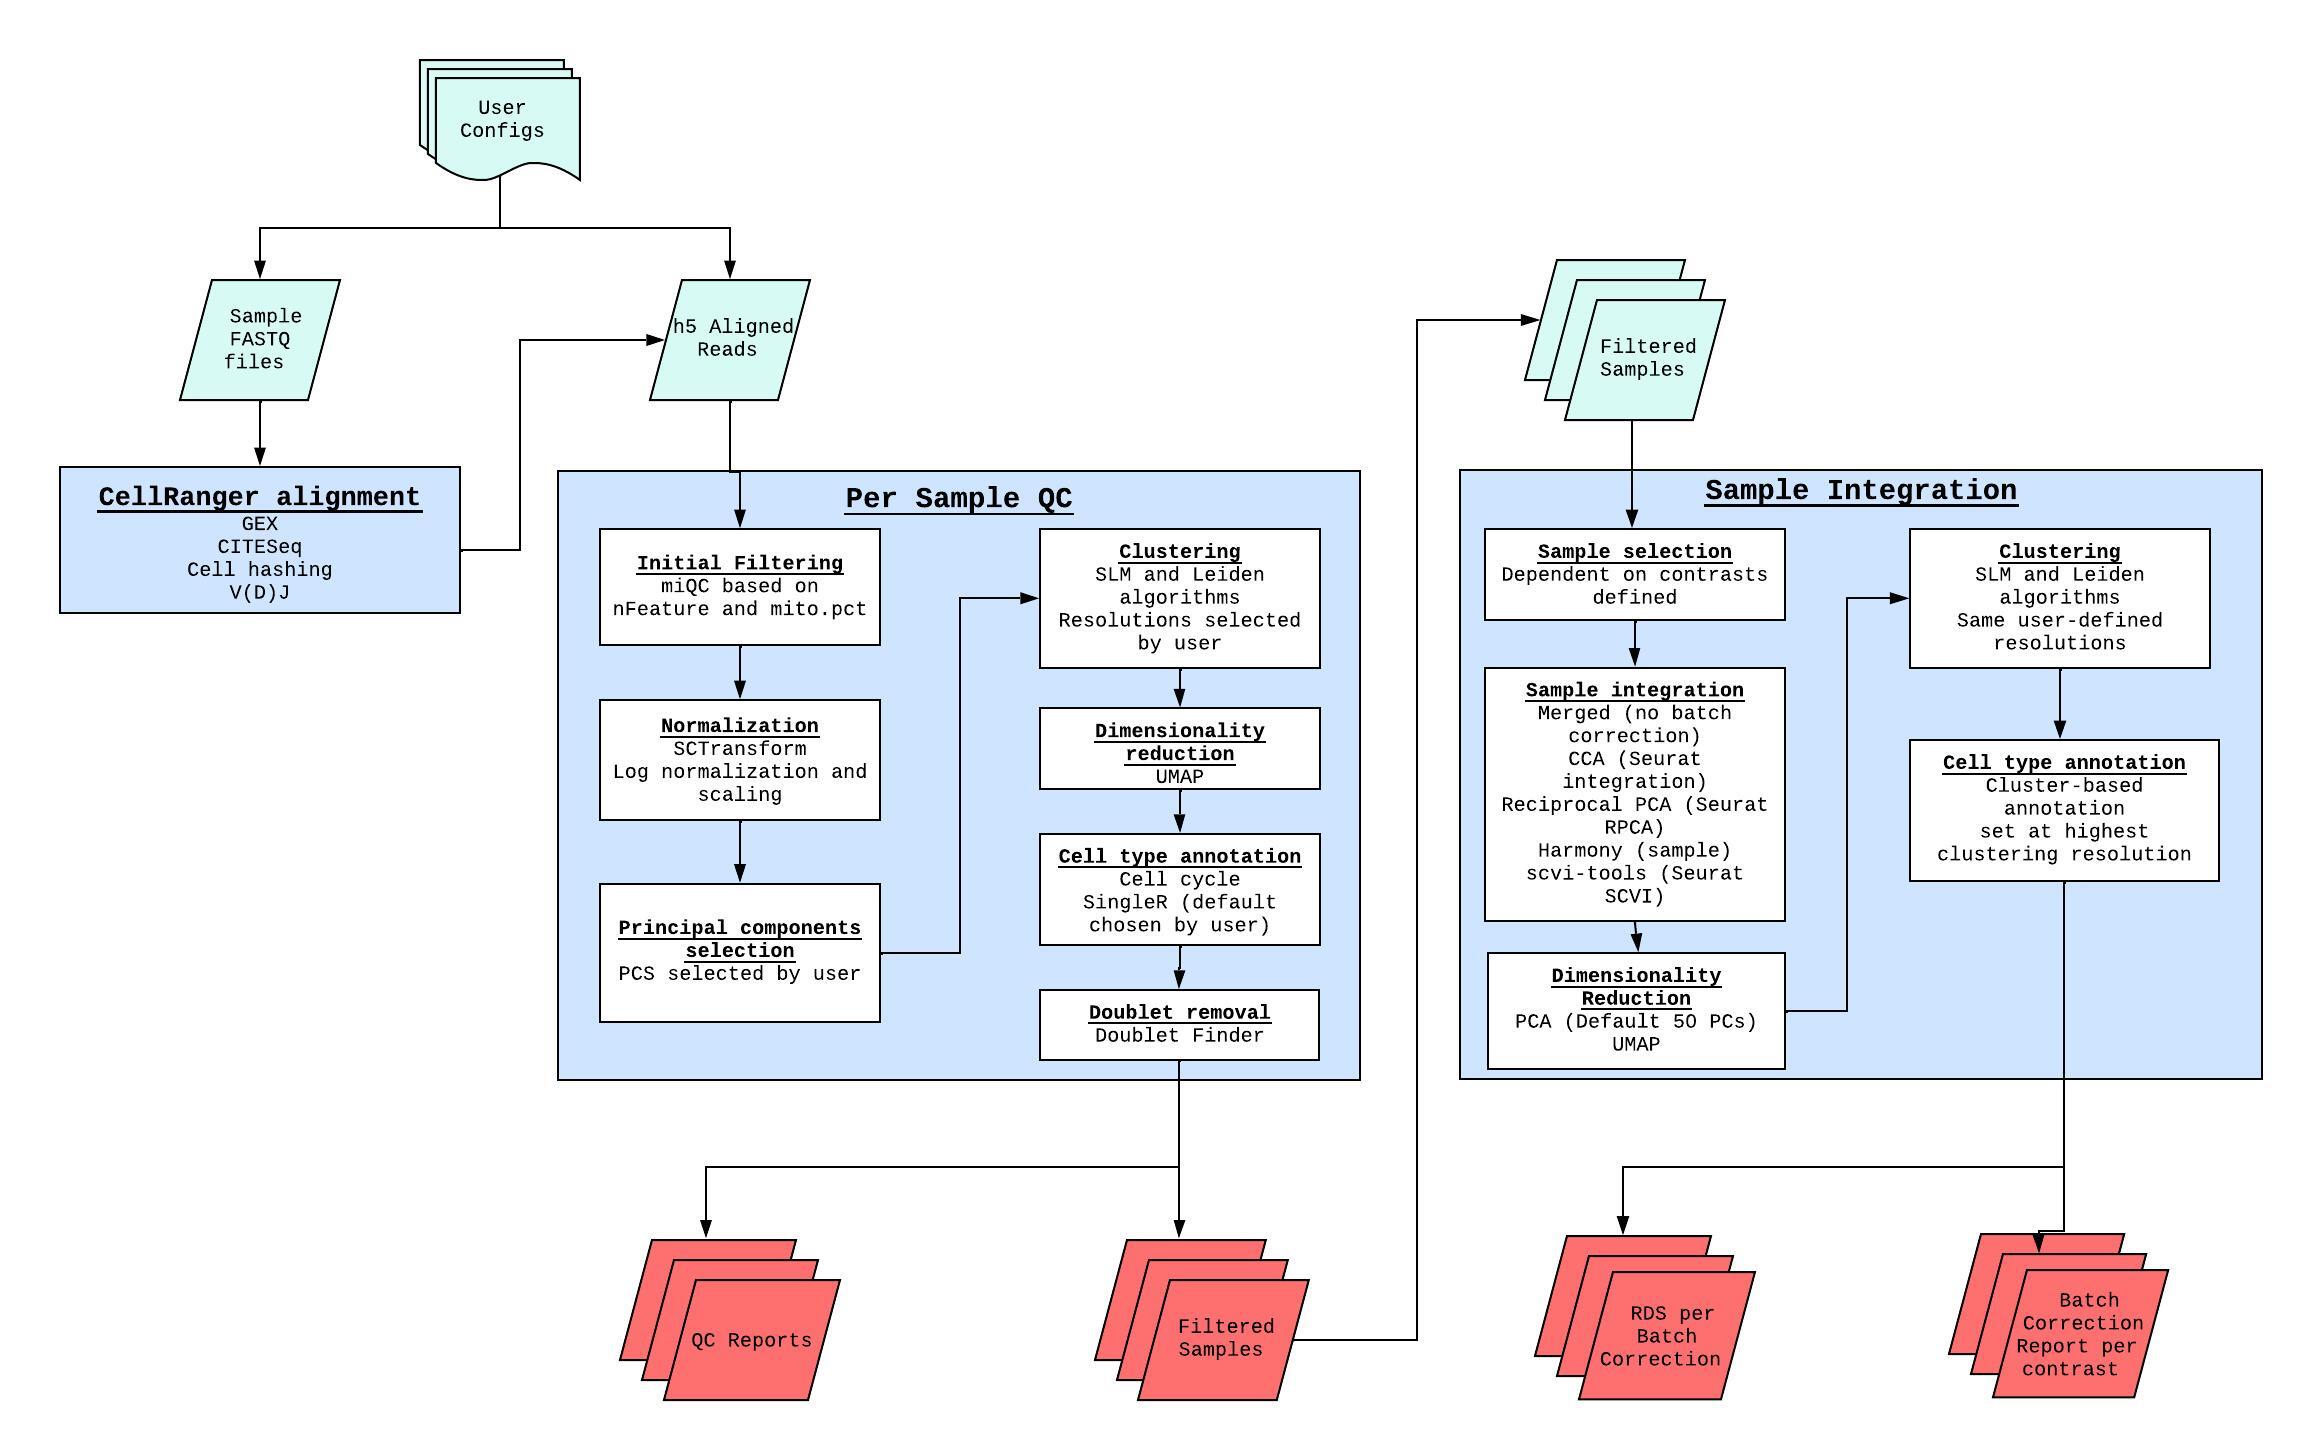 User
Configs
Sample
FASTQ
files
h5 Aligned
Reads
CellRanger alignment
GEX
CITESeq
Cell hashing
V(D)J
Per Sample QC
Initial Filtering
miQC based on
nFeature and mito.pct
Normalization
SCTransform
Log normalization and
scaling
Principal components
selection
PCS selected by user
Clustering
SLM and Leiden
algorithms
Resolutions selected
by user
Dimensionality
reduction
UMAP
Cell type annotation
Cell cycle
SingleR (default
chosen by user)
Doublet removal
Doublet Finder
QC Reports
Filtered
Samples
Filtered
Samples
Sample Integration
Sample selection
Dependent on contrasts
defined
Sample integration
Merged (no batch
correction)
CCA (Seurat
integration)
Reciprocal PCA (Seurat
RPCA)
Harmony (sample)
scvi-tools (Seurat
SCVI)
Dimensionality
Reduction
PCA (Default 50 PCs)
UMAP
Clustering
SLM and Leiden
algorithms
Same user-defined
resolutions
Cell type annotation
Cluster-based
annotation
set at highest
clustering resolution
RDS per
Batch
Correction
Batch
Correction
Report per
contrast